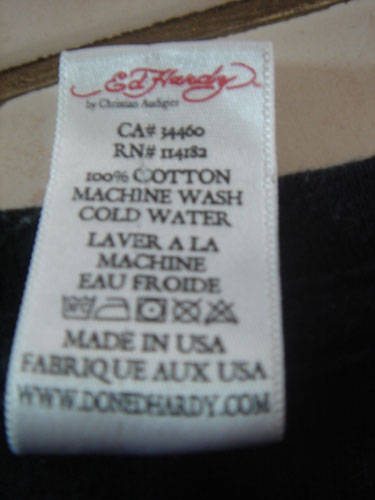 Ed Hardy
by Christian Audigier
CA# 34460
RN# 114182
100% COTTON
MACHINE WASH
COLD WATER
LAVER A LA
MACHINE
EAU FROIDE
MADE IN USA
FABRIQUE AUX USA
WWW.DONEDHARDY.COM